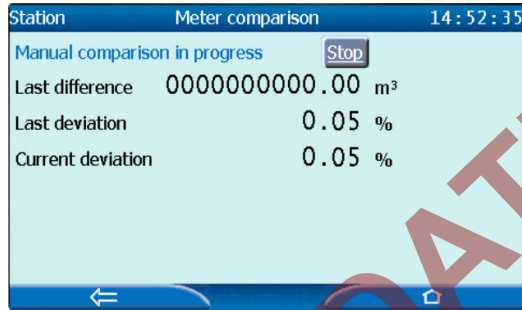 Station Meter comparison 14:52:35
Manual comparison in progress Stop
Last difference 0000000000.00 m³
Last deviation 0.05 %
Current deviation 0.05 %